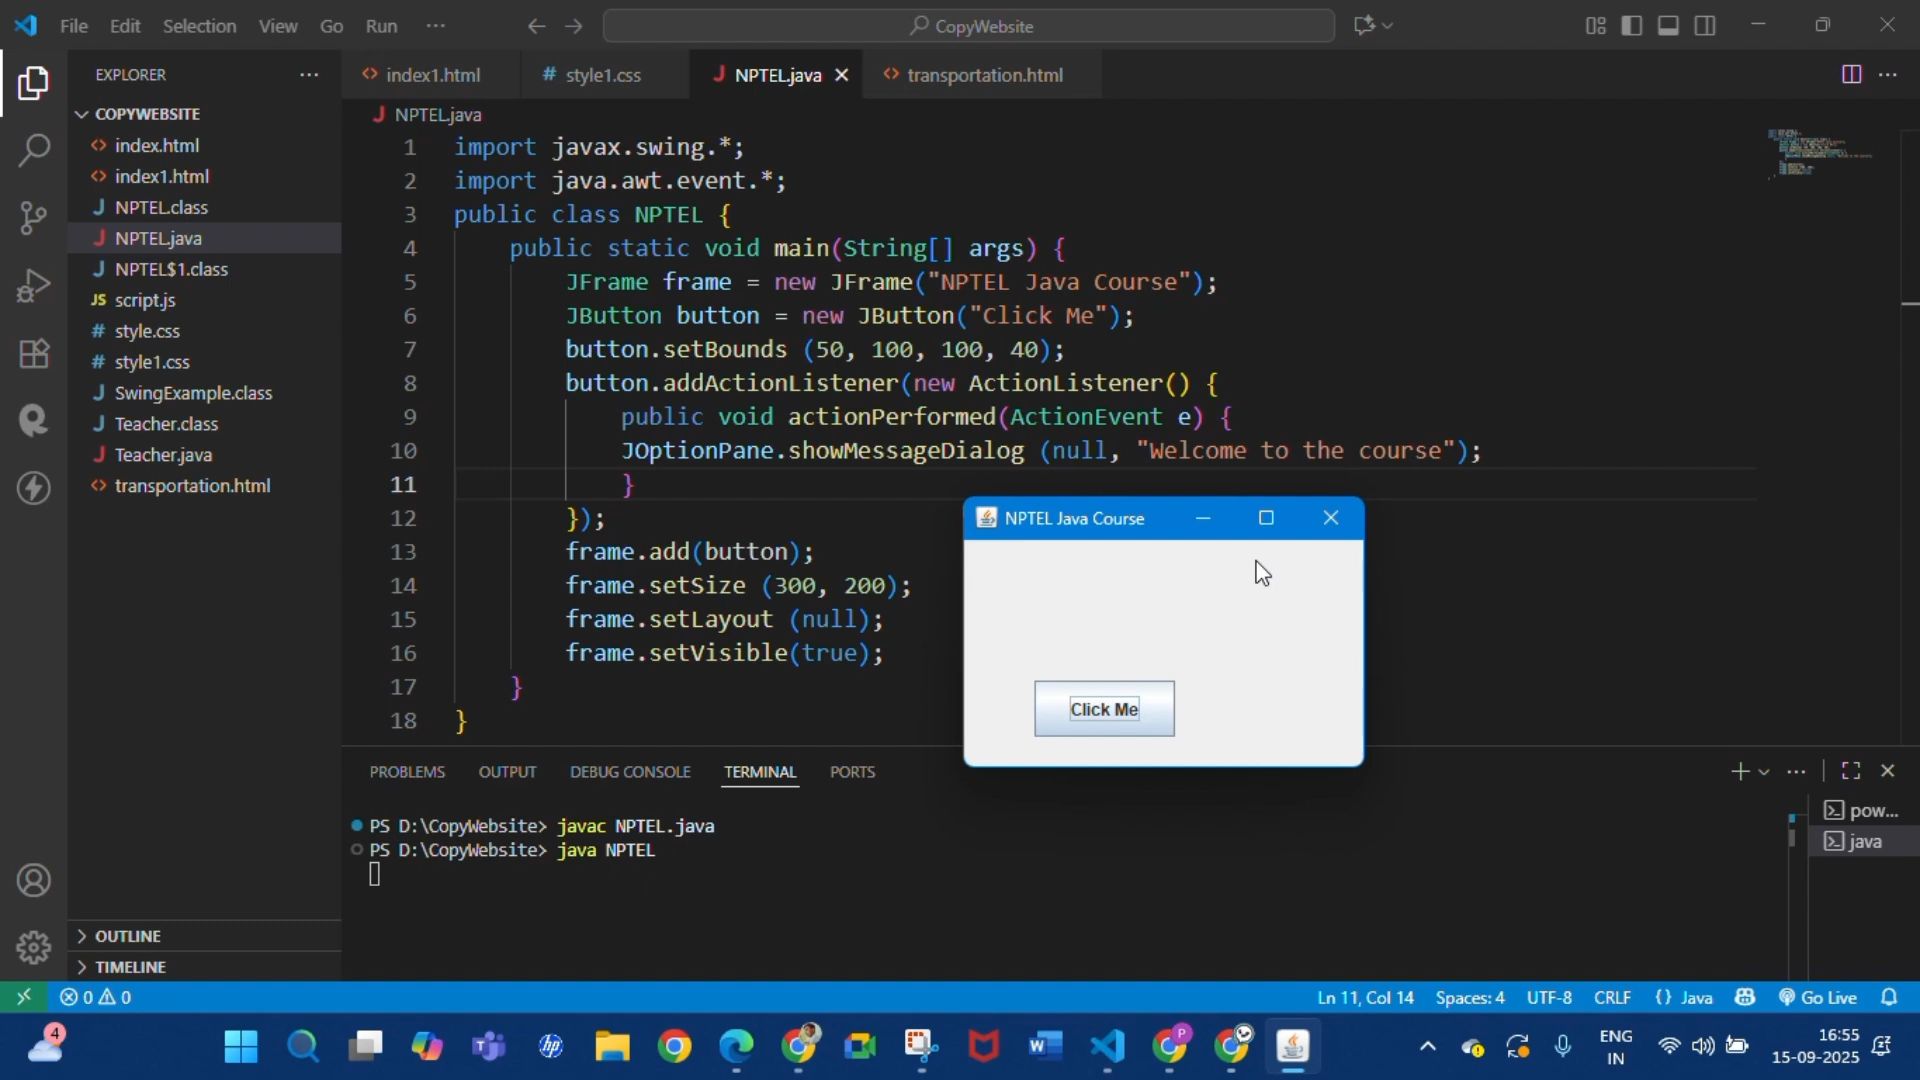 File Edit Selection View Go Run ···
CopyWebsite
EXPLORER
COPYWEBSITE
index.html
index1.html
NPTEL.class
NPTEL.java
NPTEL$1.class
JS script.js
# style.css
# style1.css
SwingExample.class
Teacher.class
Teacher.java
transportation.html
OUTLINE
TIMELINE
index1.html # style1.css J NPTEL.java transportation.html
J NPTEL.java
1 import javax.swing.*;
2 import java.awt.event.*;
3 public class NPTEL {
4 public static void main(String[] args) {
5 JFrame frame = new JFrame("NPTEL Java Course");
6 JButton button = new JButton("Click Me");
7 button.setBounds (50, 100, 100, 40);
8 button.addActionListener(new ActionListener() {
9 public void actionPerformed(ActionEvent e) {
10 JOptionPane.showMessageDialog (null, "Welcome to the course");
11 }
12 });
13 frame.add(button);
14 frame.setSize (300, 200);
15 frame.setLayout (null);
16 frame.setVisible(true);
17 }
18 }
NPTEL Java Course
Click Me
PROBLEMS OUTPUT DEBUG CONSOLE TERMINAL PORTS
PS D:\CopyWebsite> javac NPTEL.java
PS D:\CopyWebsite> java NPTEL
pow...
java
0 0
Ln 11, Col 14 Spaces: 4 UTF-8 CRLF {} Java Go Live
4
hp
W
P
ENG
IN
16:55
15-09-2025